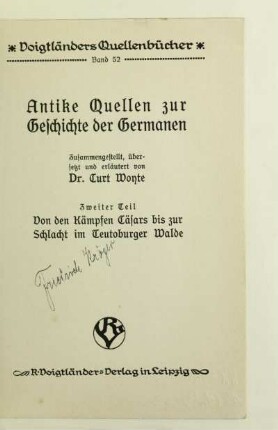 Voigtländers Quellenbücher
Band 52
Antike Quellen zur
Geschichte der Germanen
Zusammengestellt, über-
setzt und erläutert von
Dr. Curt Woyte
Zweiter Teil
Von den Kämpfen Cäsars bis zur
Schlacht im Teutoburger Walde
R. Voigtländers Verlag in Leipzig